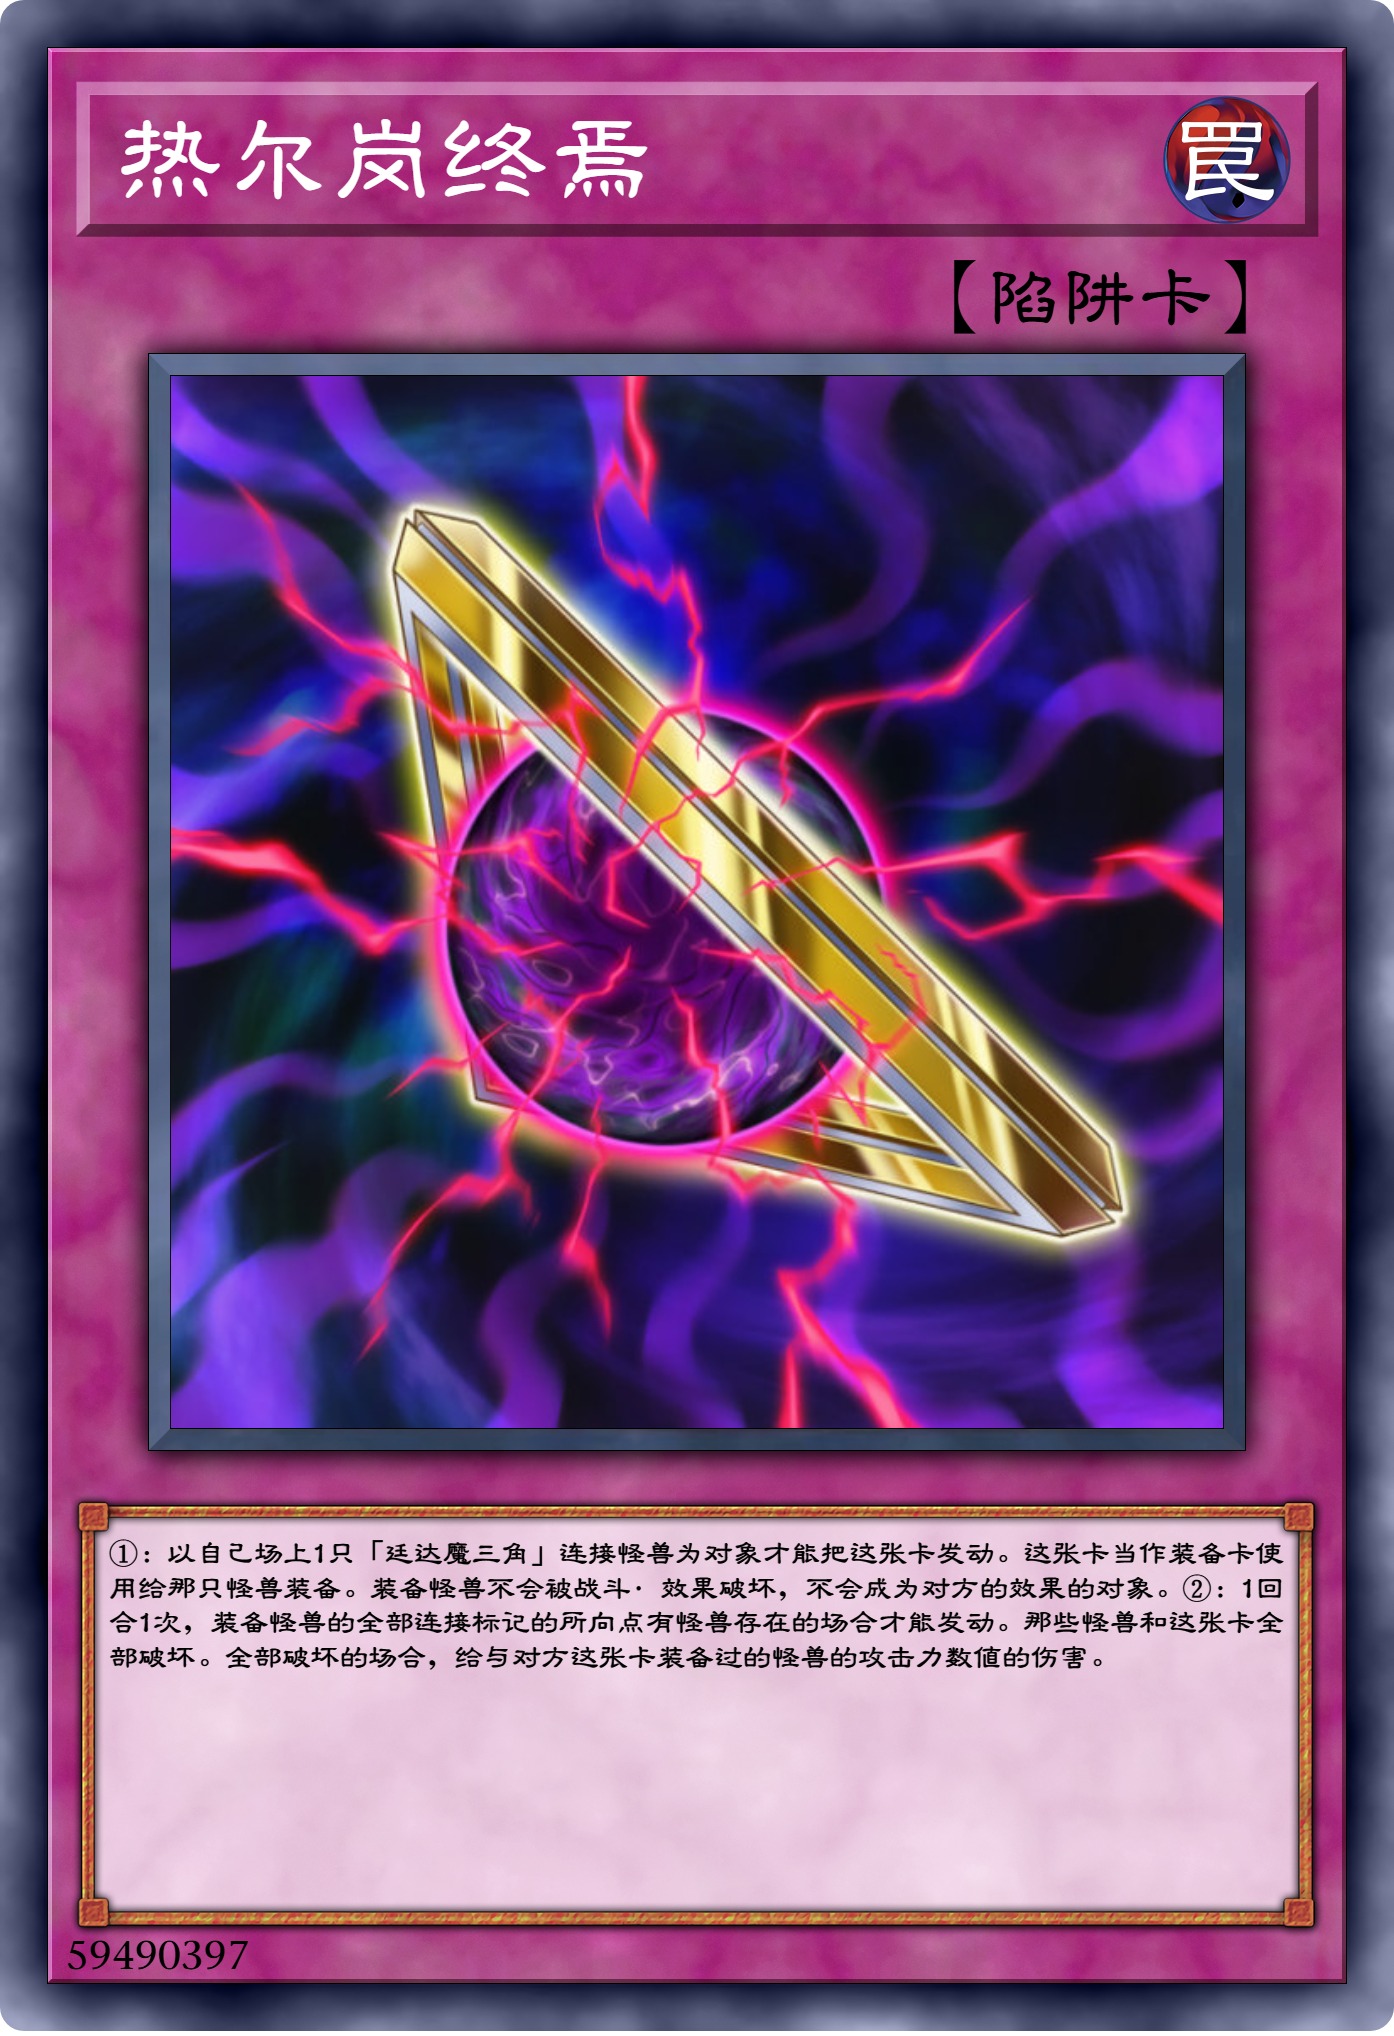 热尔岚终焉
罠
【陷阱卡】
①：以自己场上1只「廷达魔三角」连接怪兽为对象才能把这张卡发动。这张卡当作装备卡使
用给那只怪兽装备。装备怪兽不会被战斗·效果破坏，不会成为对方的效果的对象。②：1回
合1次，装备怪兽的全部连接标记的所向点有怪兽存在的场合才能发动。那些怪兽和这张卡全
部破坏。全部破坏的场合，给与对方这张卡装备过的怪兽的攻击力数值的伤害。
59490397